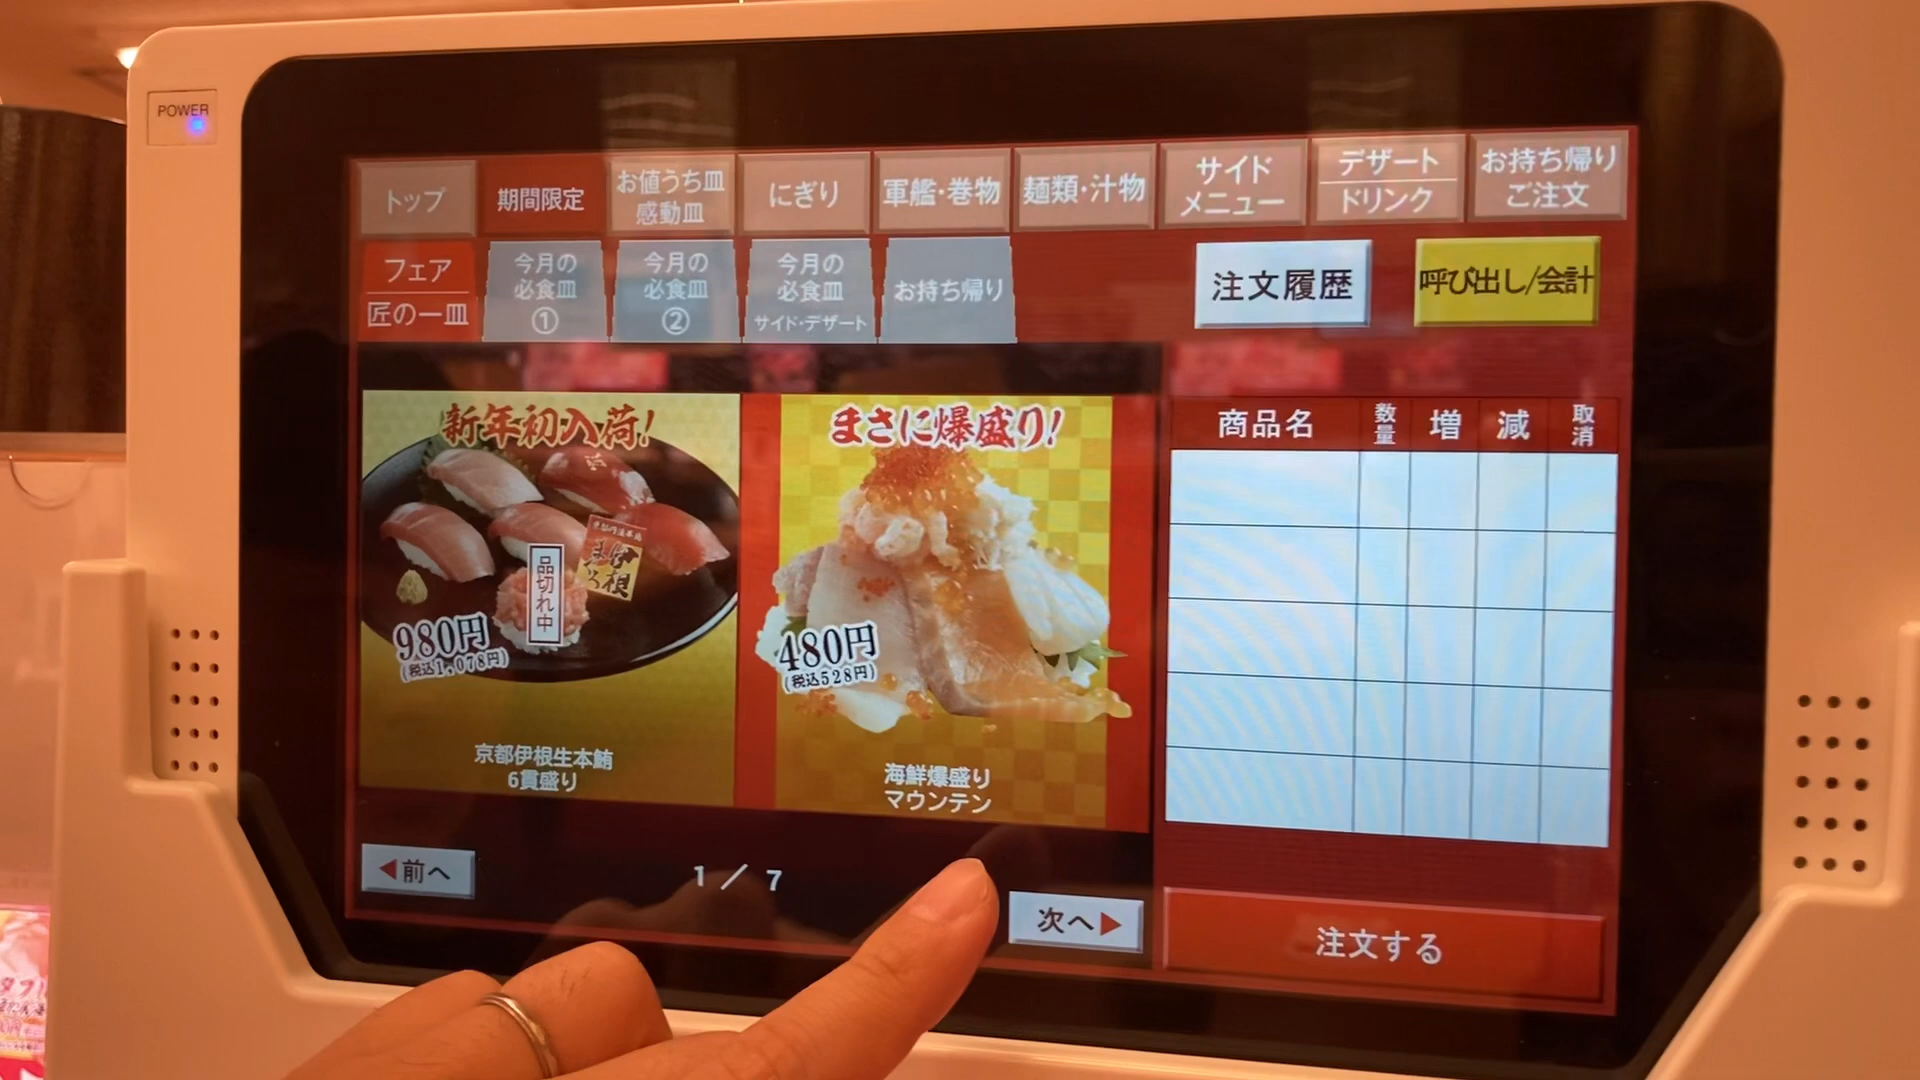 POWER
トップ
期間限定
お値うち皿
感動皿
にぎり
軍艦・巻物
麺類・汁物
サイド
メニュー
デザート
ドリンク
お持ち帰り
ご注文
フェア
匠の一皿
今月の
必食皿
①
今月の
必食皿
②
今月の
必食皿
サイド・デザート
お持ち帰り
注文履歴
呼び出し/会計
新年初入荷!
品切れ中
伊根
まぐろ
980円
(税込1,078円)
京都伊根生本鮪
6貫盛り
まさに爆盛り!
480円
(税込528円)
海鮮爆盛り
マウンテン
商品名
数量
増
減
取消
前へ
1 / 7
次へ
注文する